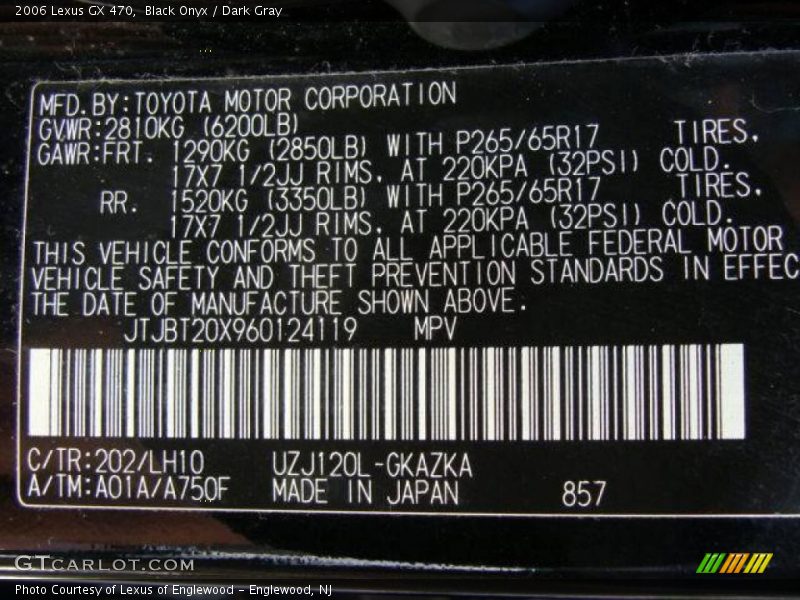 2006 Lexus GX 470, Black Onyx / Dark Gray
MFD.BY:TOYOTA MOTOR CORPORATION
GVWR:2810KG (6200LB)
GAWR:FRT. 1290KG (2850LB) WITH P265/65R17 TIRES.
17X7 1/2JJ RIMS, AT 220KPA (32PSI) COLD.
RR. 1520KG (3350LB) WITH P265/65R17 TIRES.
17X7 1/2JJ RIMS, AT 220KPA (32PSI) COLD.
THIS VEHICLE CONFORMS TO ALL APPLICABLE FEDERAL MOTOR
VEHICLE SAFETY AND THEFT PREVENTION STANDARDS IN EFFEC
THE DATE OF MANUFACTURE SHOWN ABOVE.
JTJBT20X960124119 MPV
C/TR:202/LH10 UZJ120L-GKAZKA
A/TM:A01A/A750F MADE IN JAPAN 857
GTcarlot.com
Photo Courtesy of Lexus of Englewood - Englewood, NJ